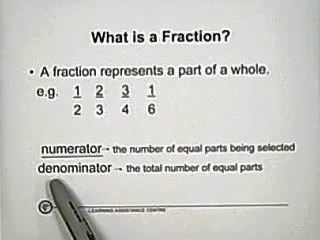 What is a Fraction?
• A fraction represents a part of a whole.
e.g. 1/2 2/3 3/4 1/6
numerator - the number of equal parts being selected
denominator - the total number of equal parts
LEARNING ASSISTANCE CENTRE